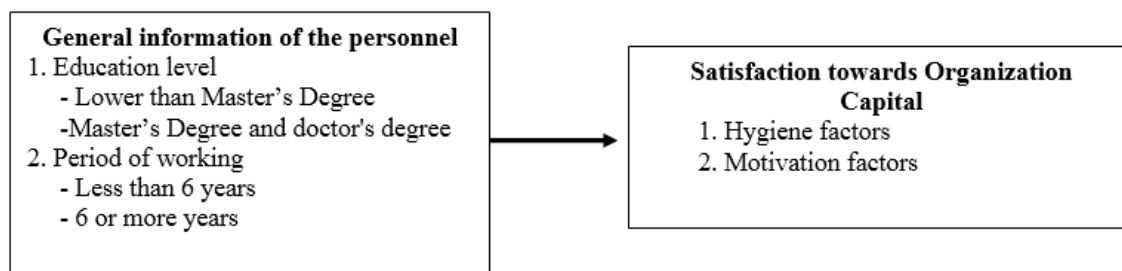 General information of the personnel
1. Education level
- Lower than Master’s Degree
-Master’s Degree and doctor's degree
2. Period of working
- Less than 6 years
- 6 or more years
Satisfaction towards Organization
Capital
1. Hygiene factors
2. Motivation factors